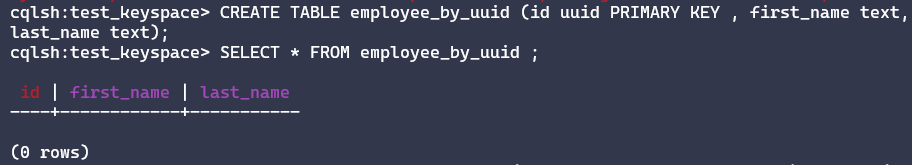 cqlsh:test_keyspace> CREATE TABLE employee_by_uuid (id uuid PRIMARY KEY , first_name text,
last_name text);
cqlsh:test_keyspace> SELECT * FROM employee_by_uuid ;
id | first_name | last_name
----+------------+-----------
(0 rows)